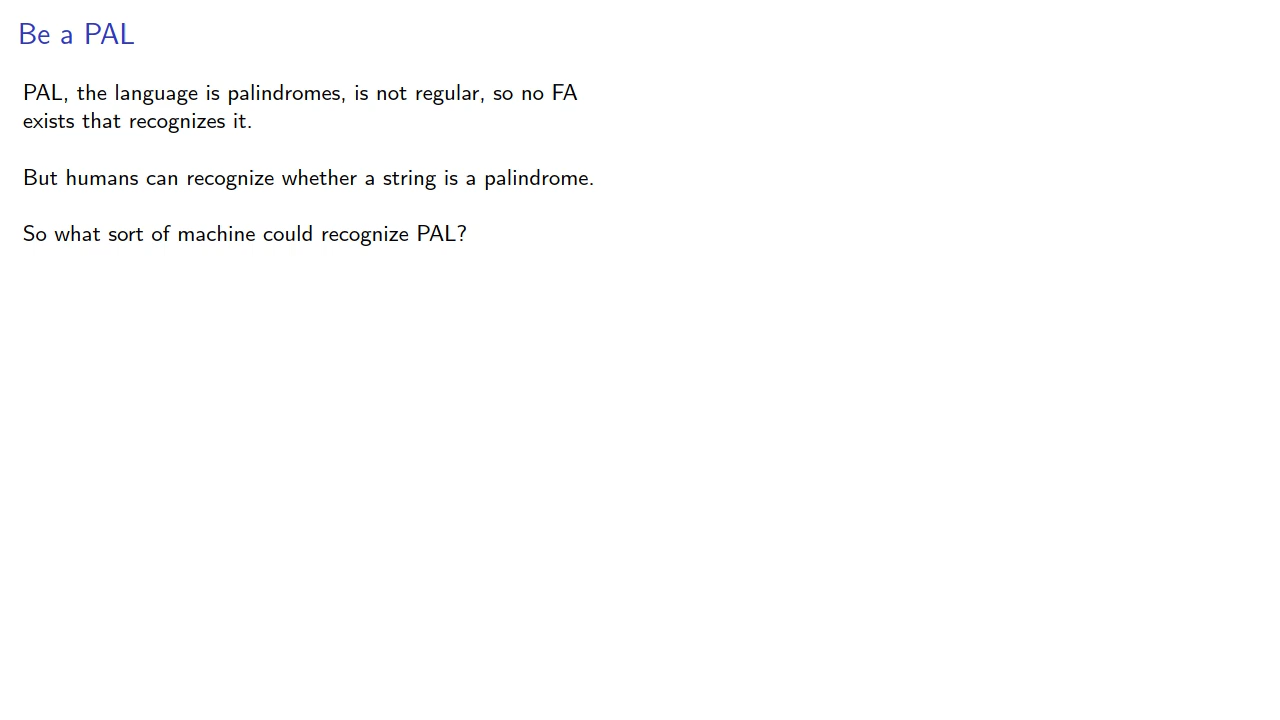 Be a PAL
PAL, the language is palindromes, is not regular, so no FA
exists that recognizes it.
But humans can recognize whether a string is a palindrome.
So what sort of machine could recognize PAL?